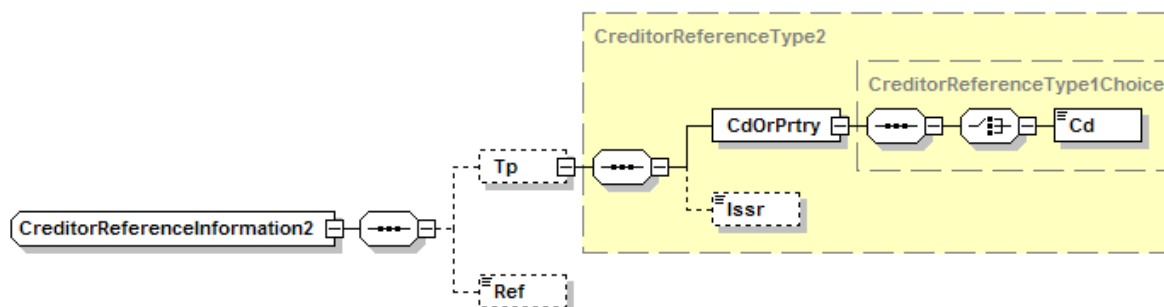 CreditorReferenceType2
CreditorReferenceType1Choice
CdOrPrtry
Cd
Tp
Issr
CreditorReferenceInformation2
Ref